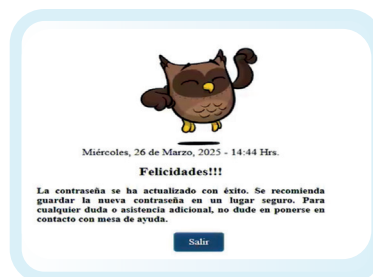 Miércoles, 26 de Marzo, 2025 - 14:44 Hrs.
Felicidades!!!
La contraseña se ha actualizado con éxito. Se recomienda
guardar la nueva contraseña en un lugar seguro. Para
cualquier duda o asistencia adicional, no dude en ponerse en
contacto con mesa de ayuda.
Salir